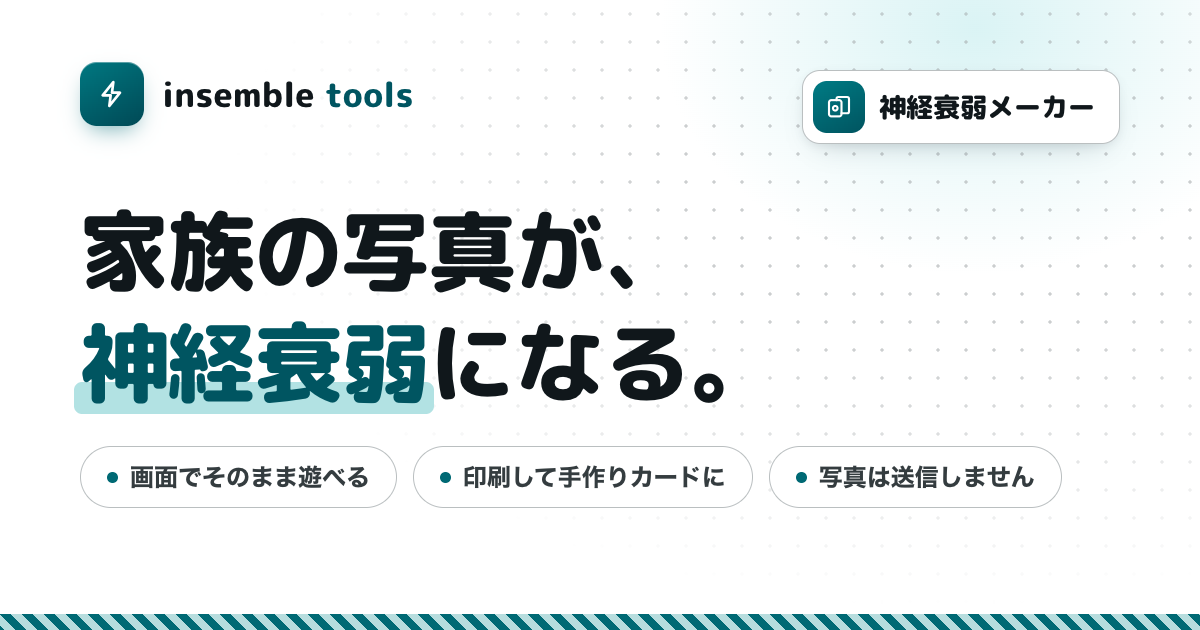 insemble tools
神経衰弱メーカー
家族の写真が、
神経衰弱になる。
画面でそのまま遊べる
印刷して手作りカードに
写真は送信しません